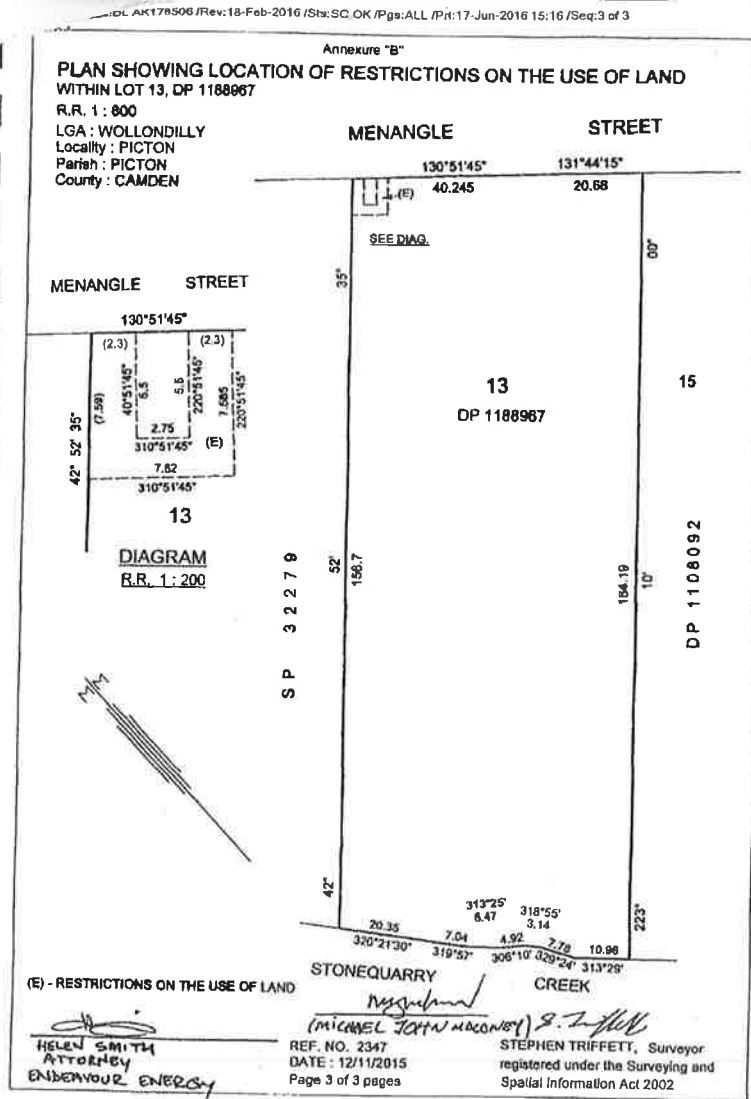 DL AK178506 /Rev:18-Feb-2016 /Sts:SC.OK /Pgs:ALL /Prt:17-Jun-2016 15:16 /Seq:3 of 3
Annexure "B"
PLAN SHOWING LOCATION OF RESTRICTIONS ON THE USE OF LAND
WITHIN LOT 13, DP 1188967
R.R. 1 : 800
LGA : WOLLONDILLY
Locality : PICTON
Parish : PICTON
County : CAMDEN
MENANGLE STREET
130°51'45" 131°44'15"
40.245 20.68
(E)
SEE DIAG.
35"
00"
13
DP 1188967
15
52'
156.7
164.19
10'
SP 32279
DP 1108092
42°
223°
MENANGLE STREET
130°51'45"
(2.3) (2.3)
(7.59)
40°51'45"
5.5
5.5
220°51'45"
7.585
220°51'45"
2.75
310°51'45"
(E)
7.62
310°51'45"
42° 52' 35"
13
DIAGRAM
R.R. 1 : 200
M M
313°25' 318°55'
6.47 3.14
20.35 7.04 4.92 7.78 10.96
320°21'30" 319°57' 306°10' 329°24' 313°29'
STONEQUARRY CREEK
(E) - RESTRICTIONS ON THE USE OF LAND
HELEN SMITH
ATTORNEY
ENDEAVOUR ENERGY
(MICHAEL JOHN MALONEY)
REF. NO. 2347
DATE : 12/11/2015
Page 3 of 3 pages
STEPHEN TRIFFETT, Surveyor
registered under the Surveying and
Spatial Information Act 2002